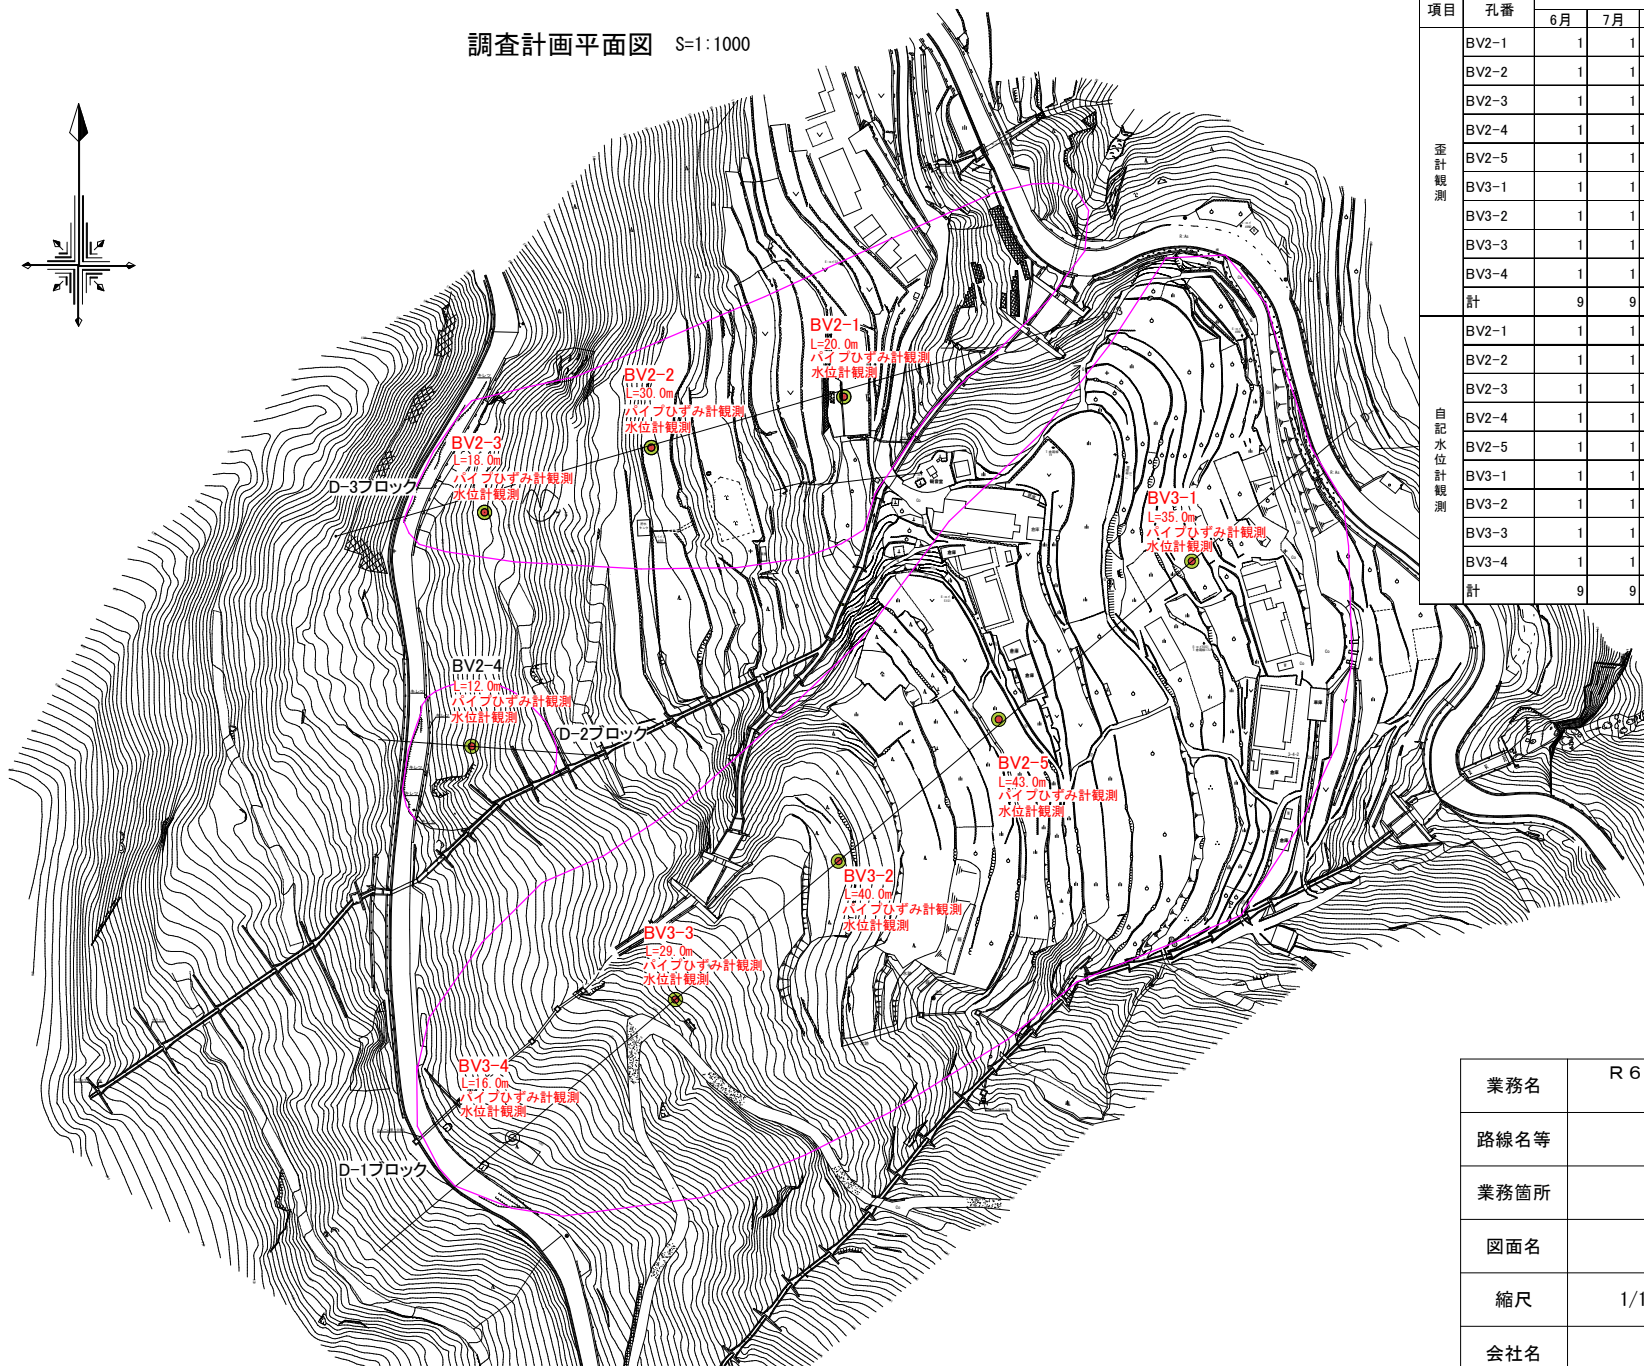 調査計画平面図 S=1:1000
項目 孔番
6月 7月
歪計観測
BV2-1 1 1
BV2-2 1 1
BV2-3 1 1
BV2-4 1 1
BV2-5 1 1
BV3-1 1 1
BV3-2 1 1
BV3-3 1 1
BV3-4 1 1
計 9 9
自記水位計観測
BV2-1 1 1
BV2-2 1 1
BV2-3 1 1
BV2-4 1 1
BV2-5 1 1
BV3-1 1 1
BV3-2 1 1
BV3-3 1 1
BV3-4 1 1
計 9 9
BV2-1
L=20.0m
パイプひずみ計観測
水位計観測
BV2-2
L=30.0m
パイプひずみ計観測
水位計観測
BV2-3
L=18.0m
パイプひずみ計観測
水位計観測
D-3ブロック
BV3-1
L=35.0m
パイプひずみ計観測
水位計観測
BV2-4
L=12.0m
パイプひずみ計観測
水位計観測
D-2ブロック
BV2-5
L=43.0m
パイプひずみ計観測
水位計観測
BV3-2
L=40.0m
パイプひずみ計観測
水位計観測
BV3-3
L=29.0m
パイプひずみ計観測
水位計観測
BV3-4
L=16.0m
パイプひずみ計観測
水位計観測
D-1ブロック
業務名 R6
路線名等
業務箇所
図面名
縮尺 1/1
会社名